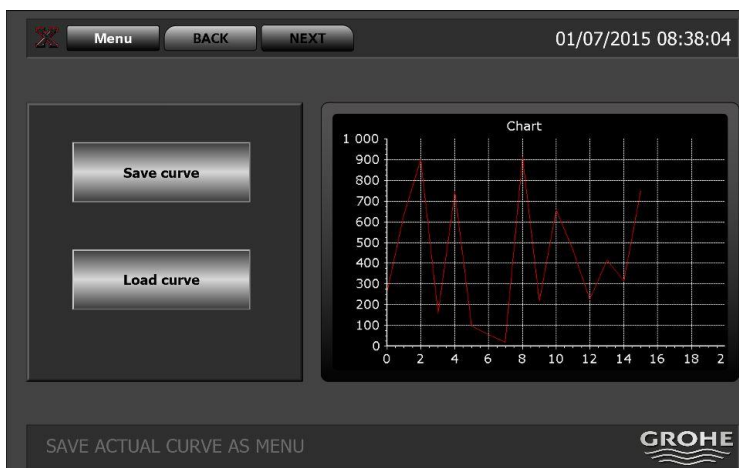 Menu BACK NEXT 01/07/2015 08:38:04
Save curve
Load curve
Chart
1 000
900
800
700
600
500
400
300
200
100
0
0 2 4 6 8 10 12 14 16 18 2
SAVE ACTUAL CURVE AS MENU
GROHE